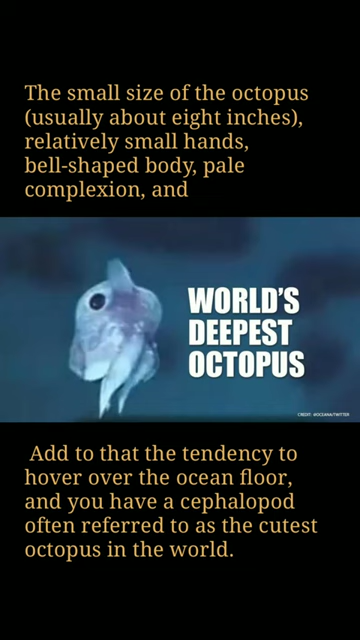 The small size of the octopus
(usually about eight inches),
relatively small hands,
bell-shaped body, pale
complexion, and
WORLD'S
DEEPEST
OCTOPUS
CREDIT: #OCEANA/TWITTER
Add to that the tendency to
hover over the ocean floor,
and you have a cephalopod
often referred to as the cutest
octopus in the world.